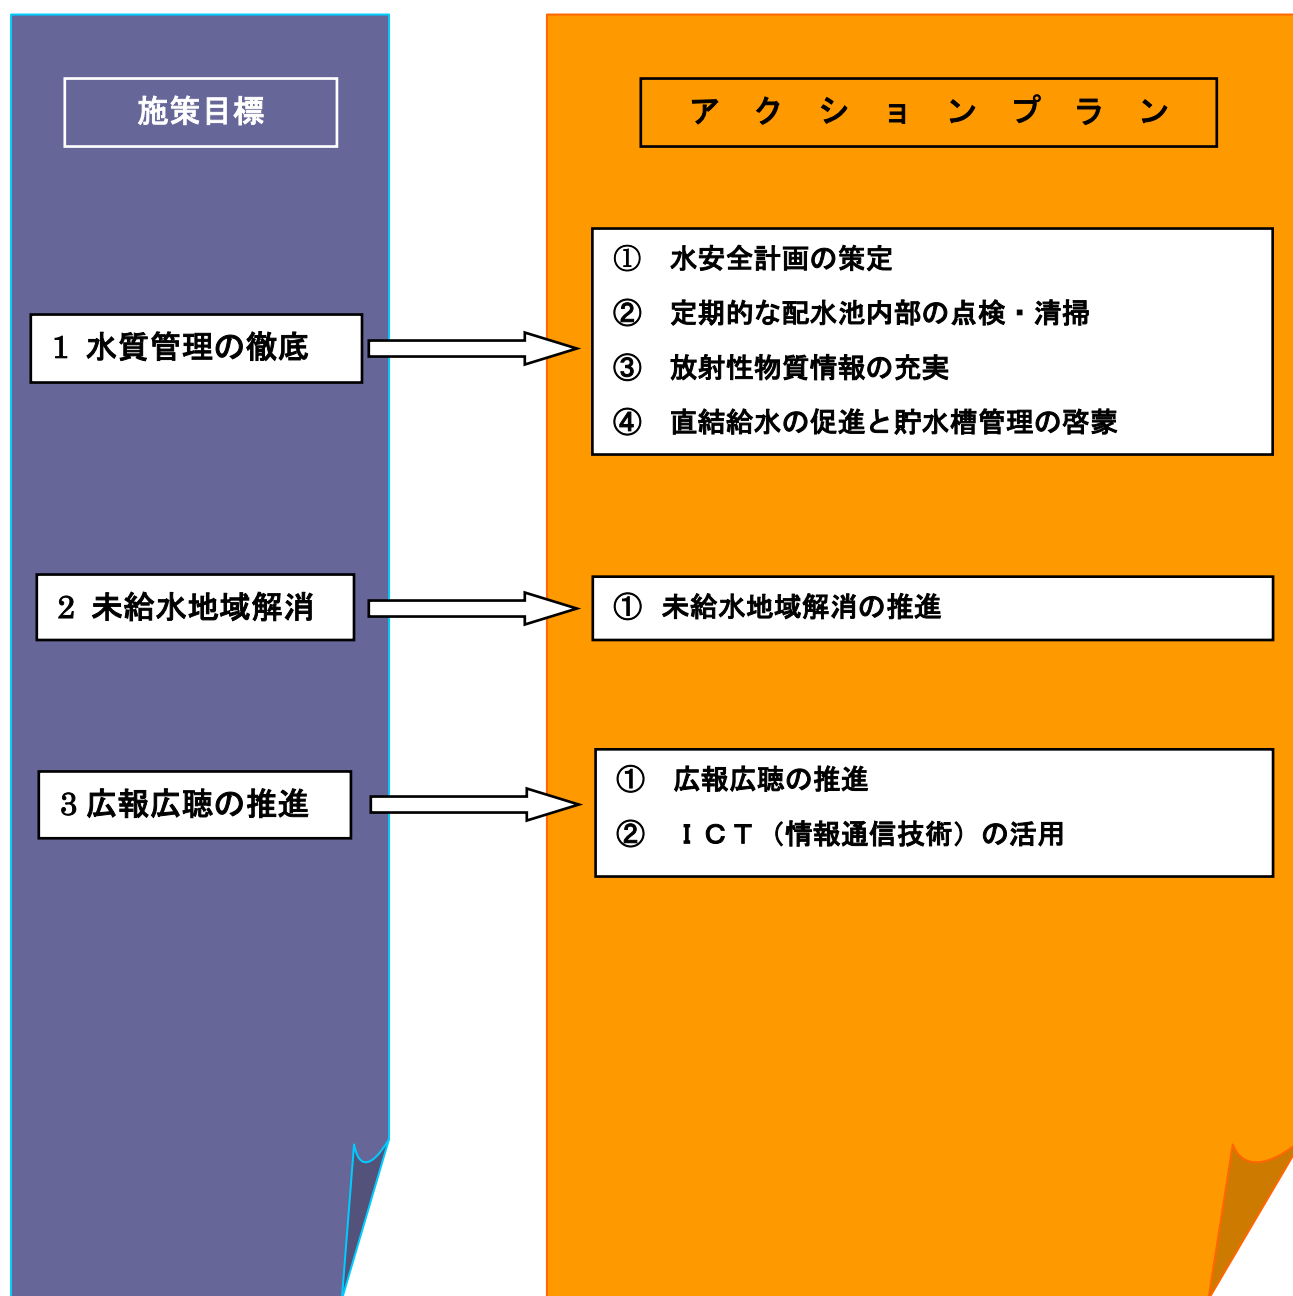 施策目標
アクションプラン
1 水質管理の徹底
① 水安全計画の策定
② 定期的な配水池内部の点検・清掃
③ 放射性物質情報の充実
④ 直結給水の促進と貯水槽管理の啓蒙
2 未給水地域解消
① 未給水地域解消の推進
3 広報広聴の推進
① 広報広聴の推進
② ＩＣＴ（情報通信技術）の活用